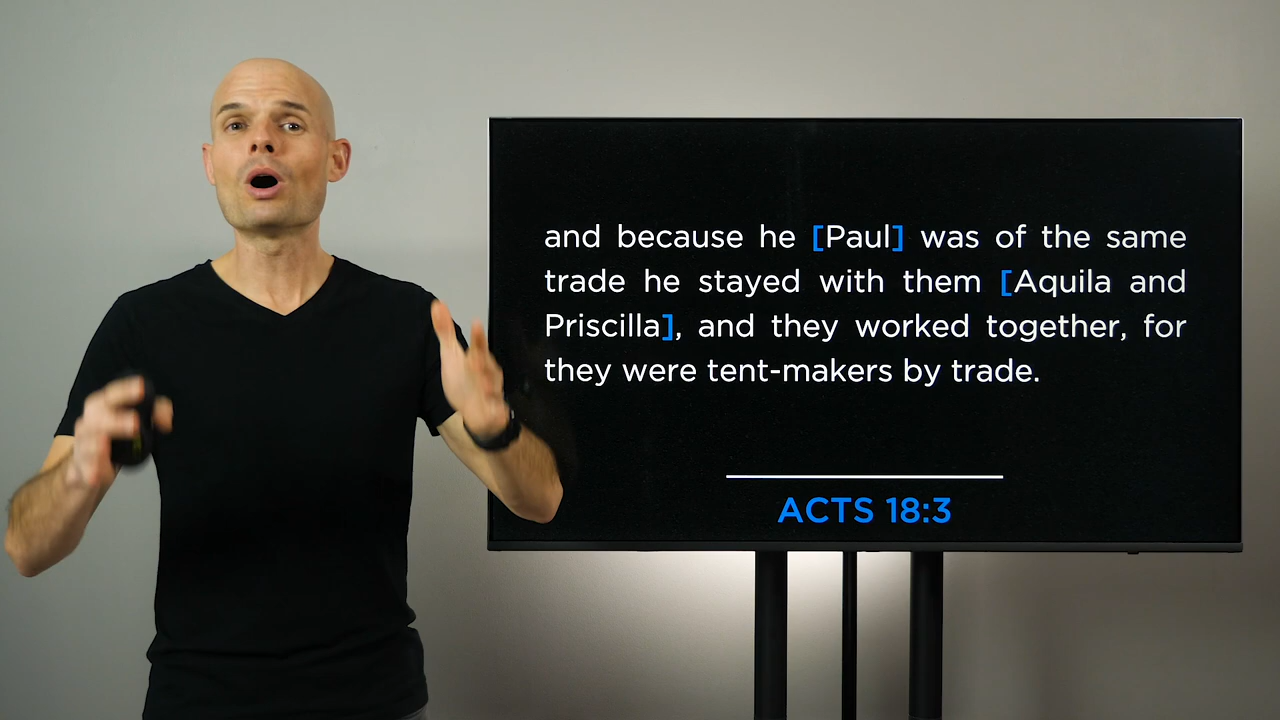 and because he [Paul] was of the same
trade he stayed with them [Aquila and
Priscilla], and they worked together, for
they were tent-makers by trade.
ACTS 18:3